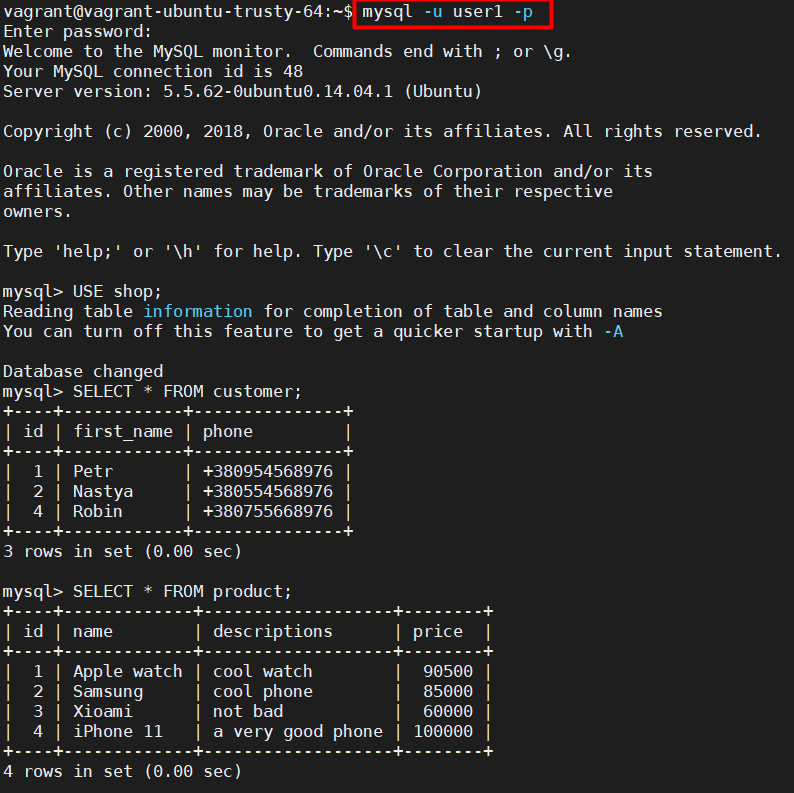 vagrant@vagrant-ubuntu-trusty-64:~$ mysql -u user1 -p
Enter password:
Welcome to the MySQL monitor.  Commands end with ; or \g.
Your MySQL connection id is 48
Server version: 5.5.62-0ubuntu0.14.04.1 (Ubuntu)

Copyright (c) 2000, 2018, Oracle and/or its affiliates. All rights reserved.

Oracle is a registered trademark of Oracle Corporation and/or its
affiliates. Other names may be trademarks of their respective
owners.

Type 'help;' or '\h' for help. Type '\c' to clear the current input statement.

mysql> USE shop;
Reading table information for completion of table and column names
You can turn off this feature to get a quicker startup with -A

Database changed
mysql> SELECT * FROM customer;
+----+------------+---------------+
| id | first_name | phone         |
+----+------------+---------------+
|  1 | Petr       | +380954568976 |
|  2 | Nastya     | +380554568976 |
|  4 | Robin      | +380755668976 |
+----+------------+---------------+
3 rows in set (0.00 sec)

mysql> SELECT * FROM product;
+----+-------------+-------------------+--------+
| id | name        | descriptions      | price  |
+----+-------------+-------------------+--------+
|  1 | Apple watch | cool watch        |  90500 |
|  2 | Samsung     | cool phone        |  85000 |
|  3 | Xioami      | not bad           |  60000 |
|  4 | iPhone 11   | a very good phone | 100000 |
+----+-------------+-------------------+--------+
4 rows in set (0.00 sec)